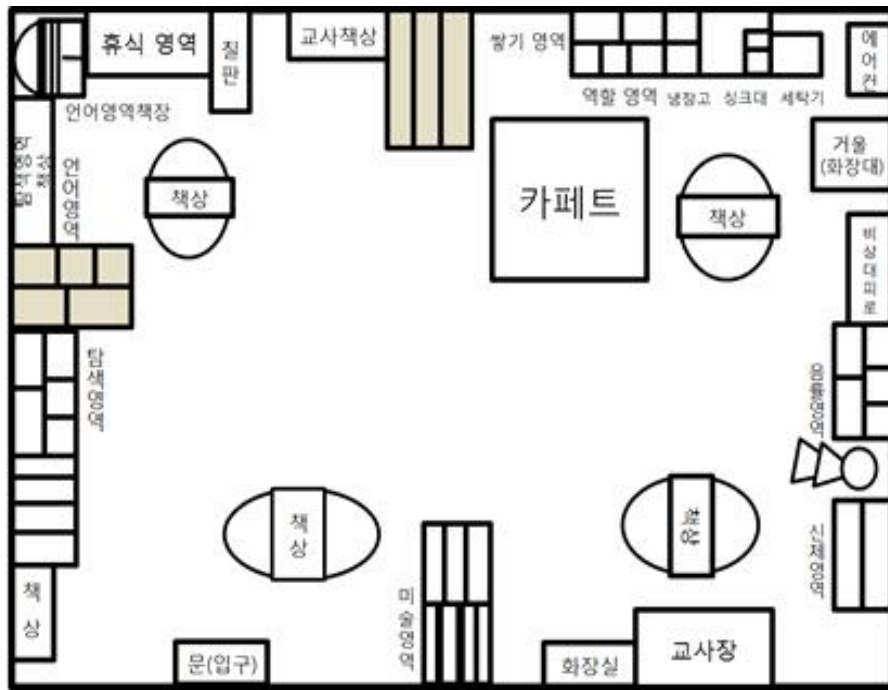 휴식 영역
칠판
교사책상
쌓기 영역
에어컨
언어영역책장
역할 영역
냉장고
싱크대
세탁기
언어영역
책상
카페트
책상
거울
(화장대)
비상대피로
탐색영역
음률영역
책상
책상
신체영역
책상
미술영역
문(입구)
화장실
교사장